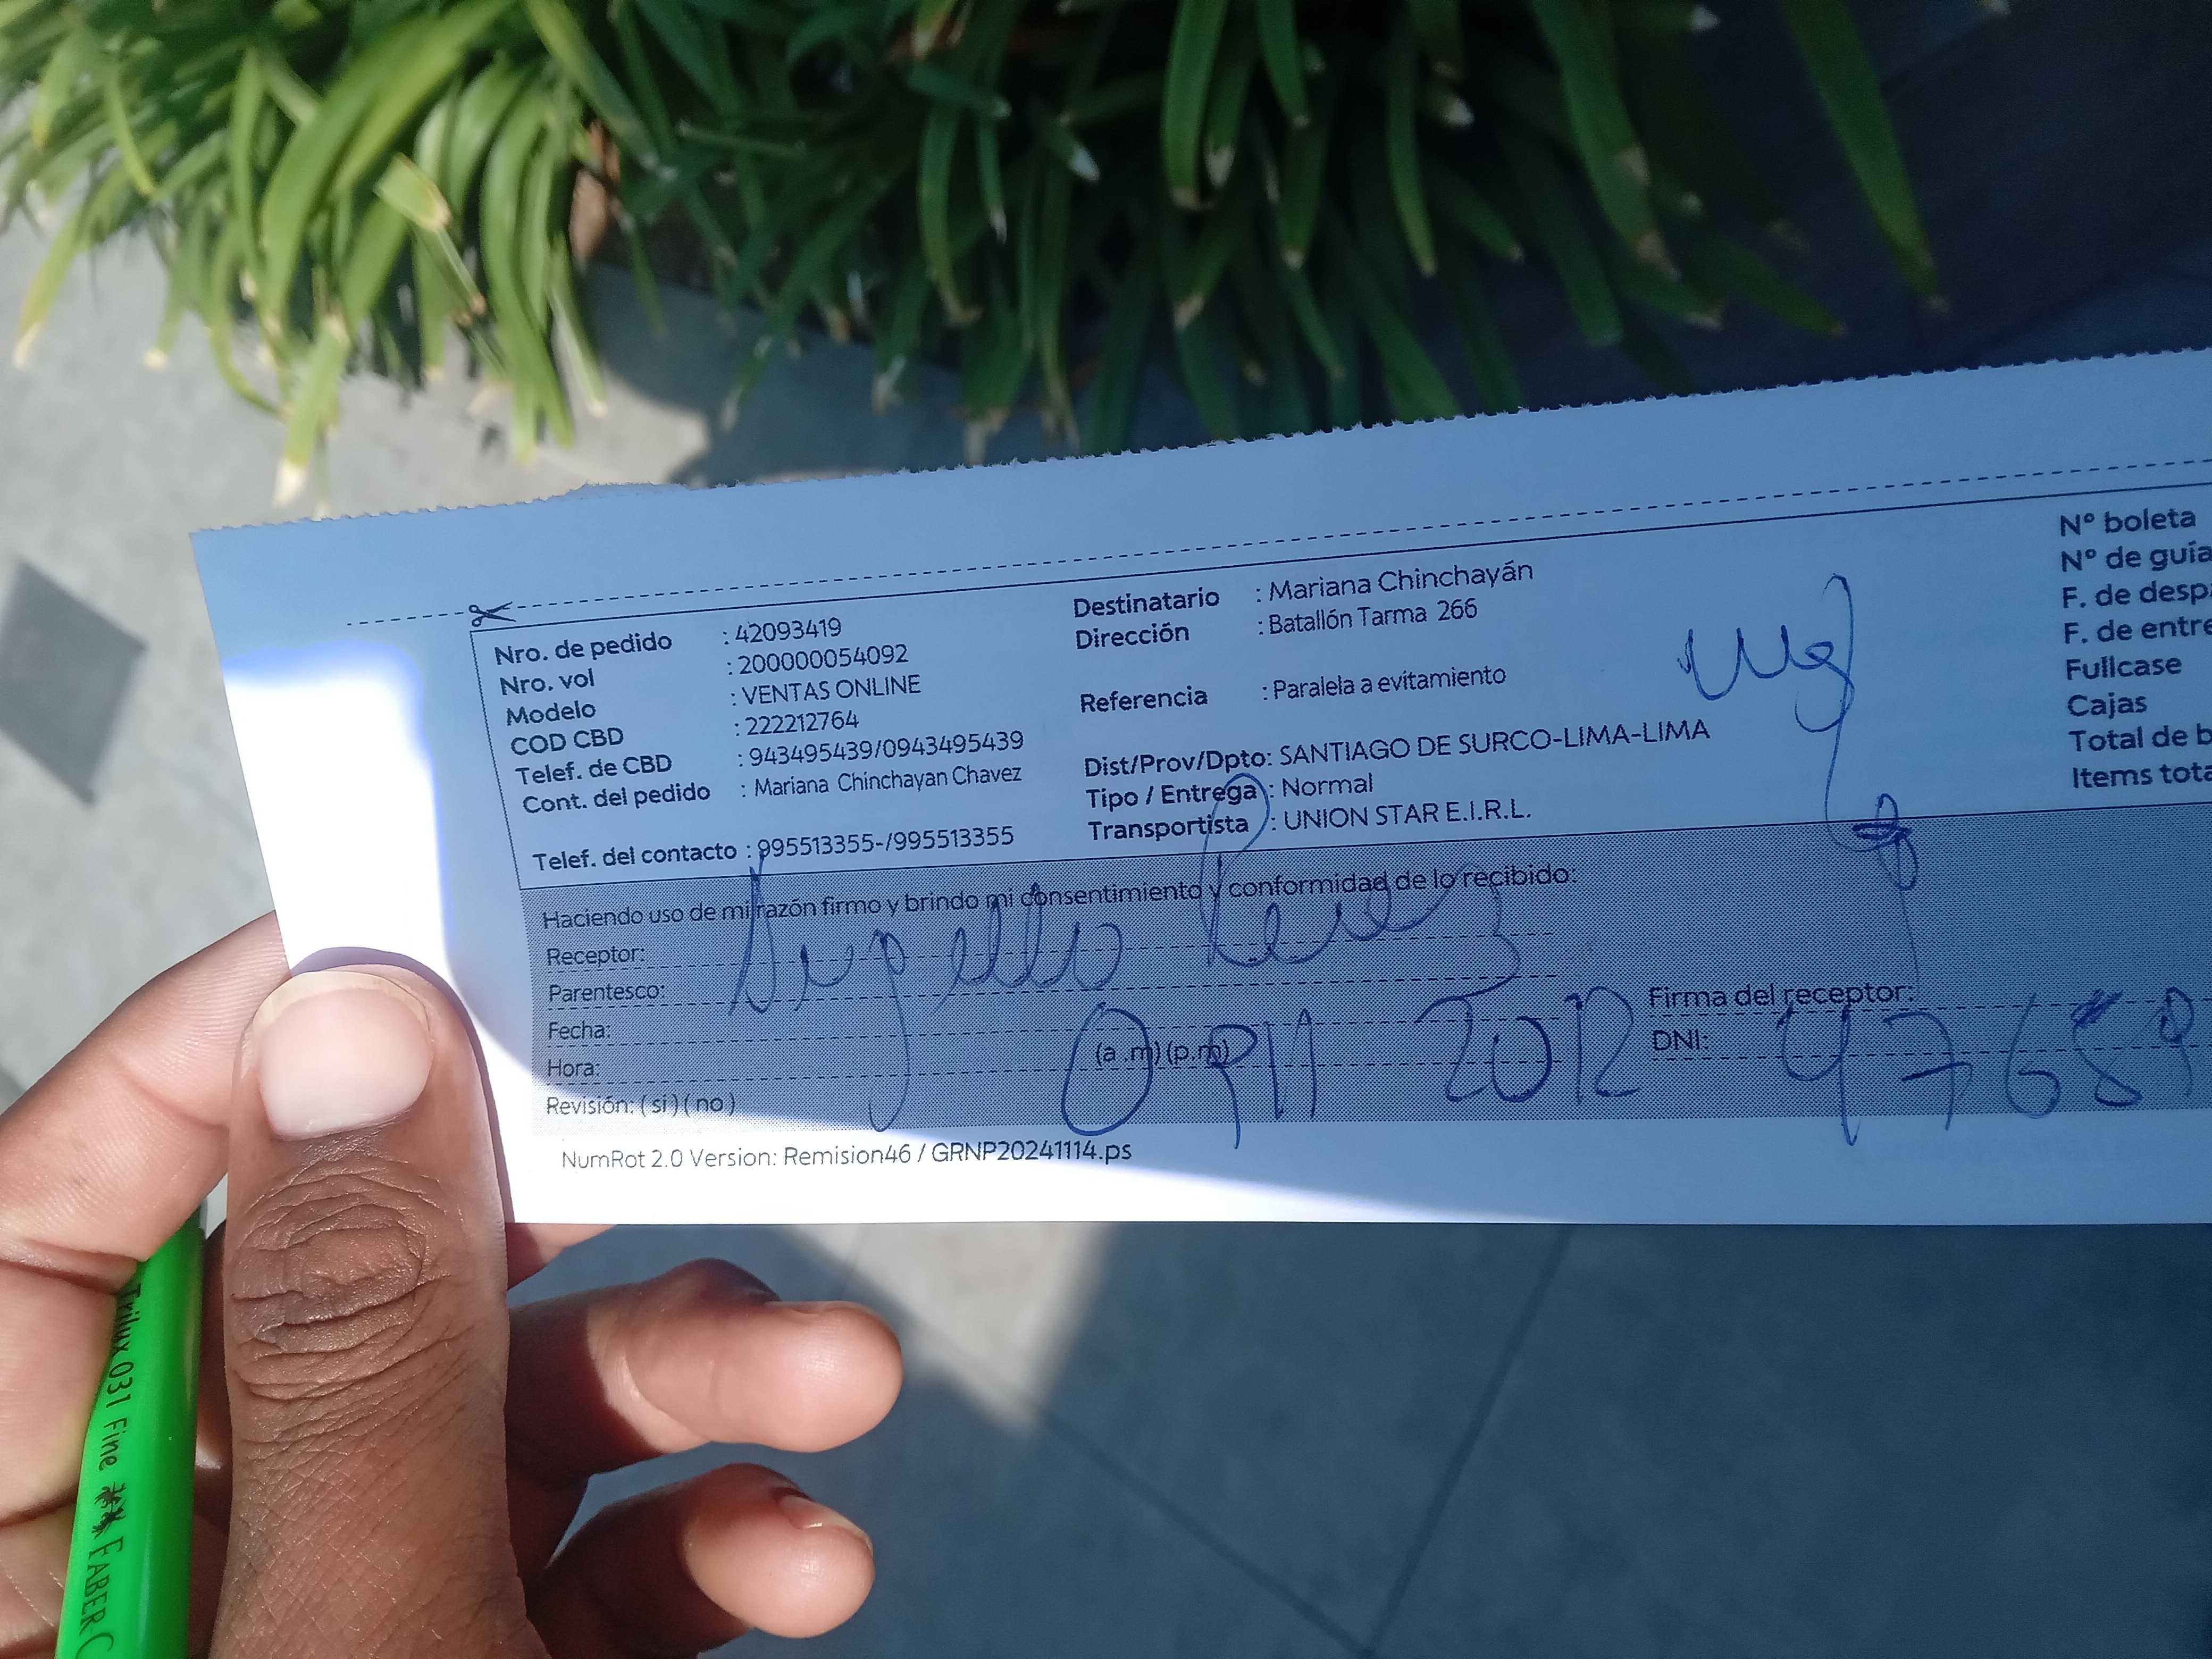 Nro. de pedido : 42093419
Nro. vol : 200000054092
Modelo : VENTAS ONLINE
COD CBD : 222212764
Telef. de CBD : 943495439/0943495439
Cont. del pedido : Mariana Chinchayan Chavez
Telef. del contacto : 995513355-/995513355
Destinatario : Mariana Chinchayán
Dirección : Batallón Tarma 266
Referencia : Paralela a evitamiento
Dist/Prov/Dpto: SANTIAGO DE SURCO-LIMA-LIMA
Tipo / Entrega : Normal
Transportista : UNION STAR E.I.R.L.
N° boleta
N° de guía
F. de desp
F. de entre
Fullcase
Cajas
Total de b
Items tota
Haciendo uso de mi razón firmo y brindo mi consentimiento y conformidad de lo recibido:
Receptor:
Parentesco:
Fecha:
Hora: (a .m) (p.m)
Revisión: ( si ) ( no )
Firma del receptor:
DNI:
NumRot 2.0 Version: Remision46 / GRNP20241114.ps
Trilux 031 Fine FABER C